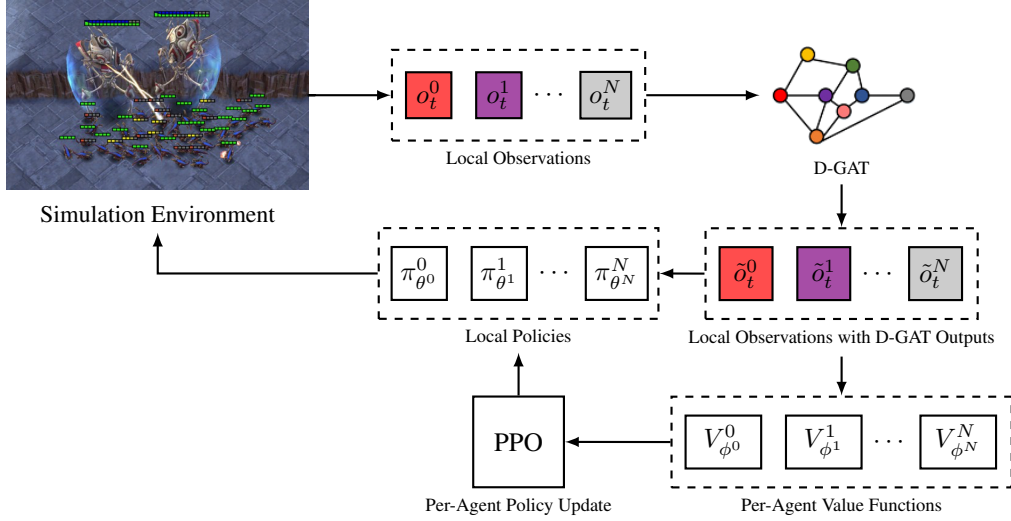 o_t^0 o_t^1 ⋯ o_t^N
Local Observations
D-GAT
Simulation Environment
π_{θ^0}^0 π_{θ^1}^1 ⋯ π_{θ^N}^N
õ_t^0 õ_t^1 ⋯ õ_t^N
Local Policies
Local Observations with D-GAT Outputs
PPO
V_{ϕ^0}^0 V_{ϕ^1}^1 ⋯ V_{ϕ^N}^N
Per-Agent Policy Update
Per-Agent Value Functions